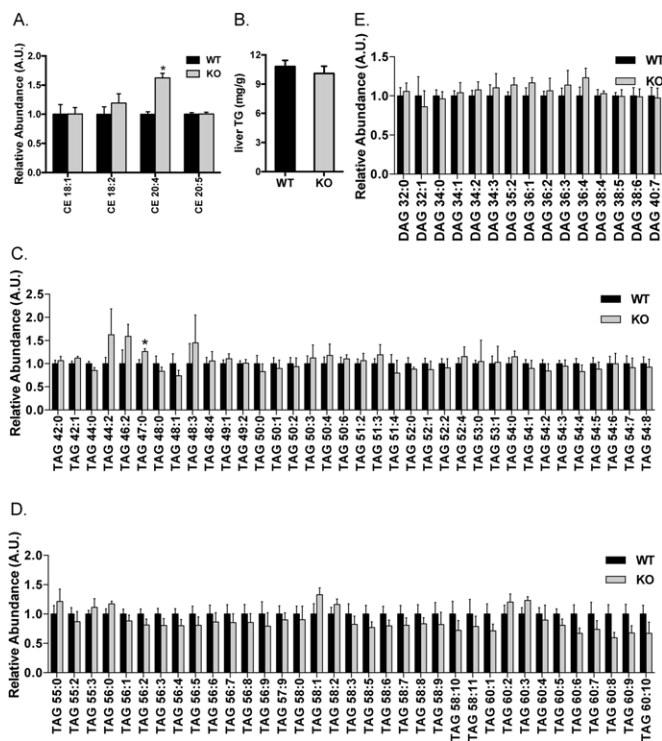 A.
Relative Abundance (A.U.)
2.0
1.5
1.0
0.5
0.0
WT
KO
*
CE 18:1
CE 18:2
CE 20:4
CE 20:5
B.
liver TG (mg/g)
12
9
6
3
0
WT
KO
E.
Relative Abundance (A.U.)
1.5
1.0
0.5
0.0
WT
KO
DAG 32:0
DAG 32:1
DAG 34:0
DAG 34:1
DAG 34:2
DAG 34:3
DAG 35:2
DAG 36:1
DAG 36:2
DAG 36:3
DAG 36:4
DAG 38:4
DAG 38:5
DAG 38:6
DAG 40:7
C.
Relative Abundance (A.U.)
2.5
2.0
1.5
1.0
0.5
0.0
WT
KO
*
TAG 42:0
TAG 42:1
TAG 44:0
TAG 44:2
TAG 46:2
TAG 47:0
TAG 48:0
TAG 48:1
TAG 48:3
TAG 48:4
TAG 49:1
TAG 49:2
TAG 50:0
TAG 50:1
TAG 50:2
TAG 50:3
TAG 50:4
TAG 50:6
TAG 51:2
TAG 51:3
TAG 51:4
TAG 52:0
TAG 52:1
TAG 52:2
TAG 52:4
TAG 53:0
TAG 53:1
TAG 54:0
TAG 54:1
TAG 54:2
TAG 54:3
TAG 54:4
TAG 54:5
TAG 54:6
TAG 54:7
TAG 54:8
D.
Relative Abundance (A.U.)
2.0
1.5
1.0
0.5
0.0
WT
KO
TAG 55:0
TAG 55:2
TAG 55:3
TAG 56:0
TAG 56:1
TAG 56:2
TAG 56:3
TAG 56:4
TAG 56:5
TAG 56:6
TAG 56:7
TAG 56:8
TAG 56:9
TAG 57:9
TAG 58:0
TAG 58:1
TAG 58:2
TAG 58:3
TAG 58:5
TAG 58:6
TAG 58:7
TAG 58:8
TAG 58:9
TAG 58:10
TAG 58:11
TAG 60:1
TAG 60:2
TAG 60:3
TAG 60:4
TAG 60:5
TAG 60:6
TAG 60:7
TAG 60:8
TAG 60:9
TAG 60:10